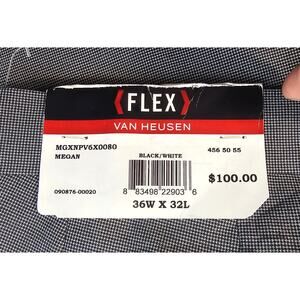 FLEX
VAN HEUSEN
MGXNPV6X0080
MEGAN
BLACK/WHITE
456 50 55
090876-00020
8 83498 22903 6
$100.00
36W X 32L